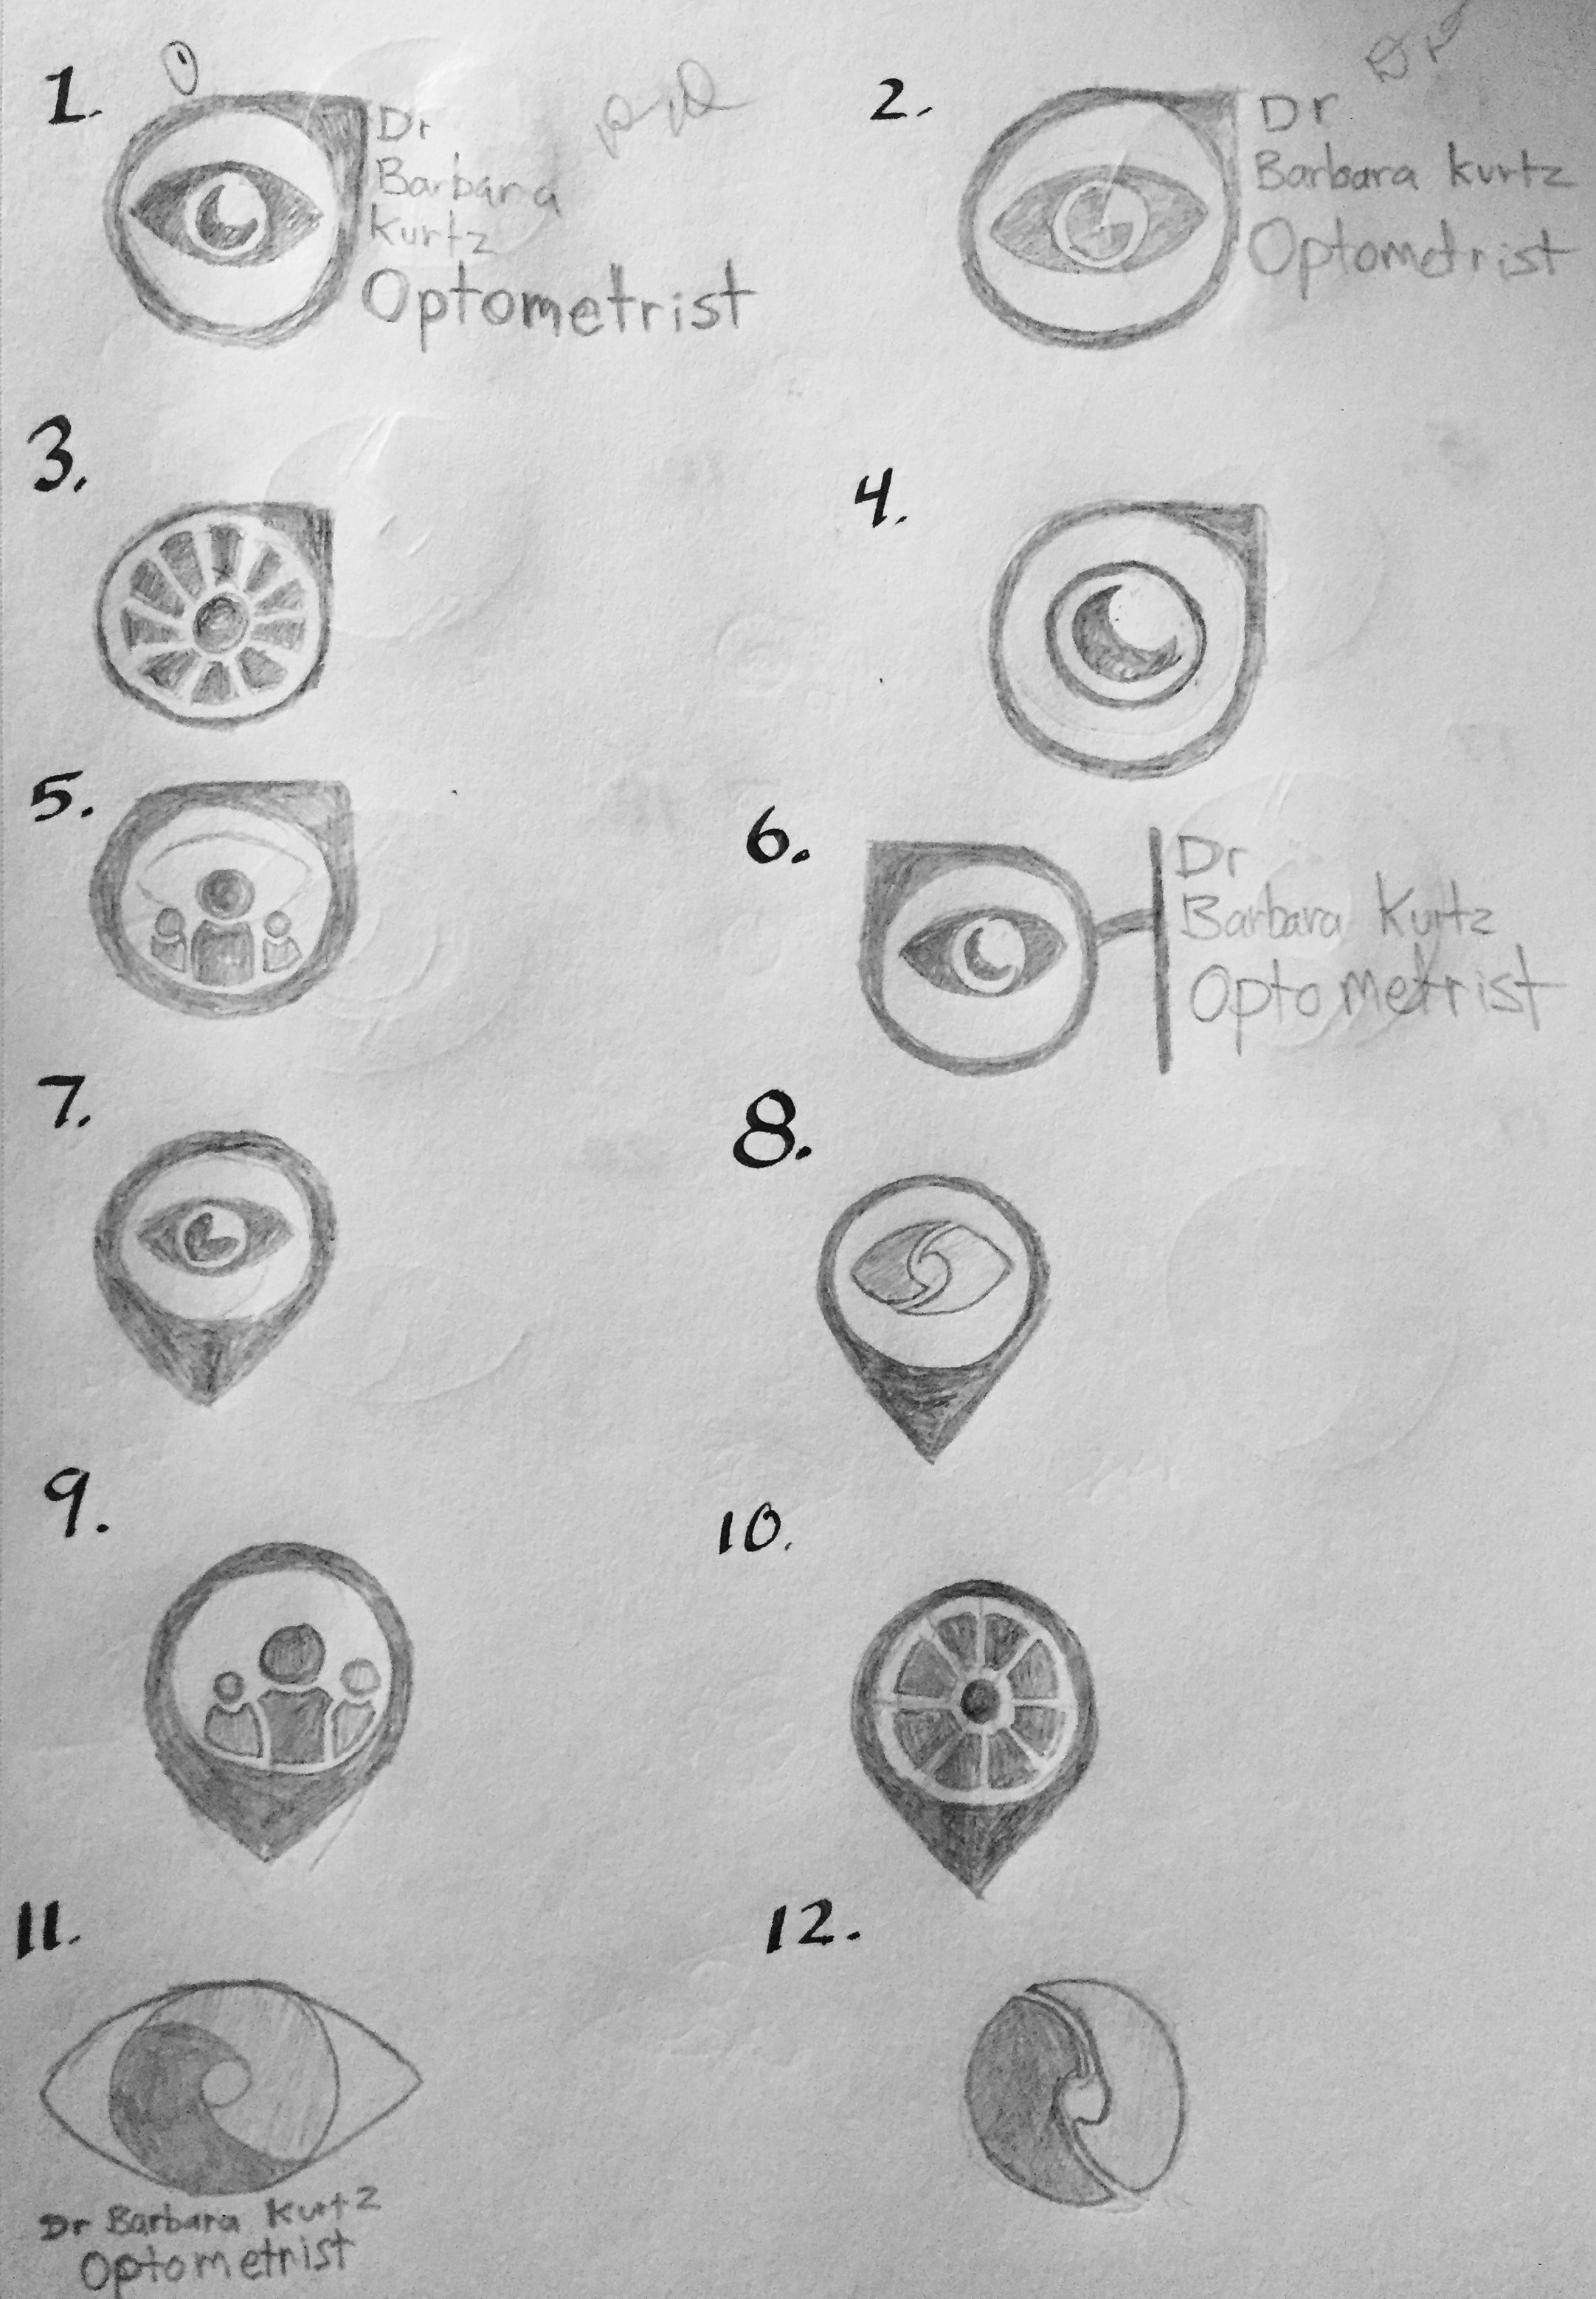 1.
Dr
Barbara
Kurtz
Optometrist
2.
Dr
Barbara Kurtz
Optometrist
3.
4.
5.
6.
Dr
Barbara Kurtz
Optometrist
7.
8.
9.
10.
11.
Dr Barbara Kurtz
Optometrist
12.